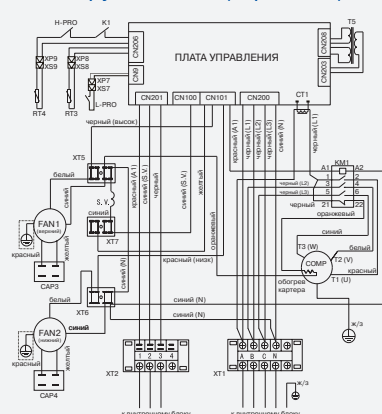 H-PRO K1
T5
CN206
CN9
ПЛАТА УПРАВЛЕНИЯ
CN208
CN203
XP9
XS9
XP8
XS8
XP7
XS7
RT4
RT3
L-PRO
CN201 CN100 CN101 CN200
CT1
черный (высок)
красный (A1)
черный (L1)
черный (L2)
черный (L3)
синий (N)
черный (L1)
A1 KM1 A2
1 2
черный (L2) 3 4
черный (L3) 5 6
черный 21 22
оранжевый
XT5
белый
синий
S.V.
синий
XT7
FAN1
(верхний)
красный
желтый
CAP3
красный (A1)
синий (S.V.)
черный
синий (S.V.)
желтый
оранжевый
красный (низк)
синий
T3 (W)
белый
COMP
T2 (V)
красный
T1 (U)
обогрев
картера
белый
XT6
синий (N)
синий (N)
синий (N)
синий
FAN2
(нижний)
красный
желтый
CAP4
1 2 3 4
XT2
A B C N
XT1
ж/з
ж/з
к внутреннему блоку
к внутреннему блоку